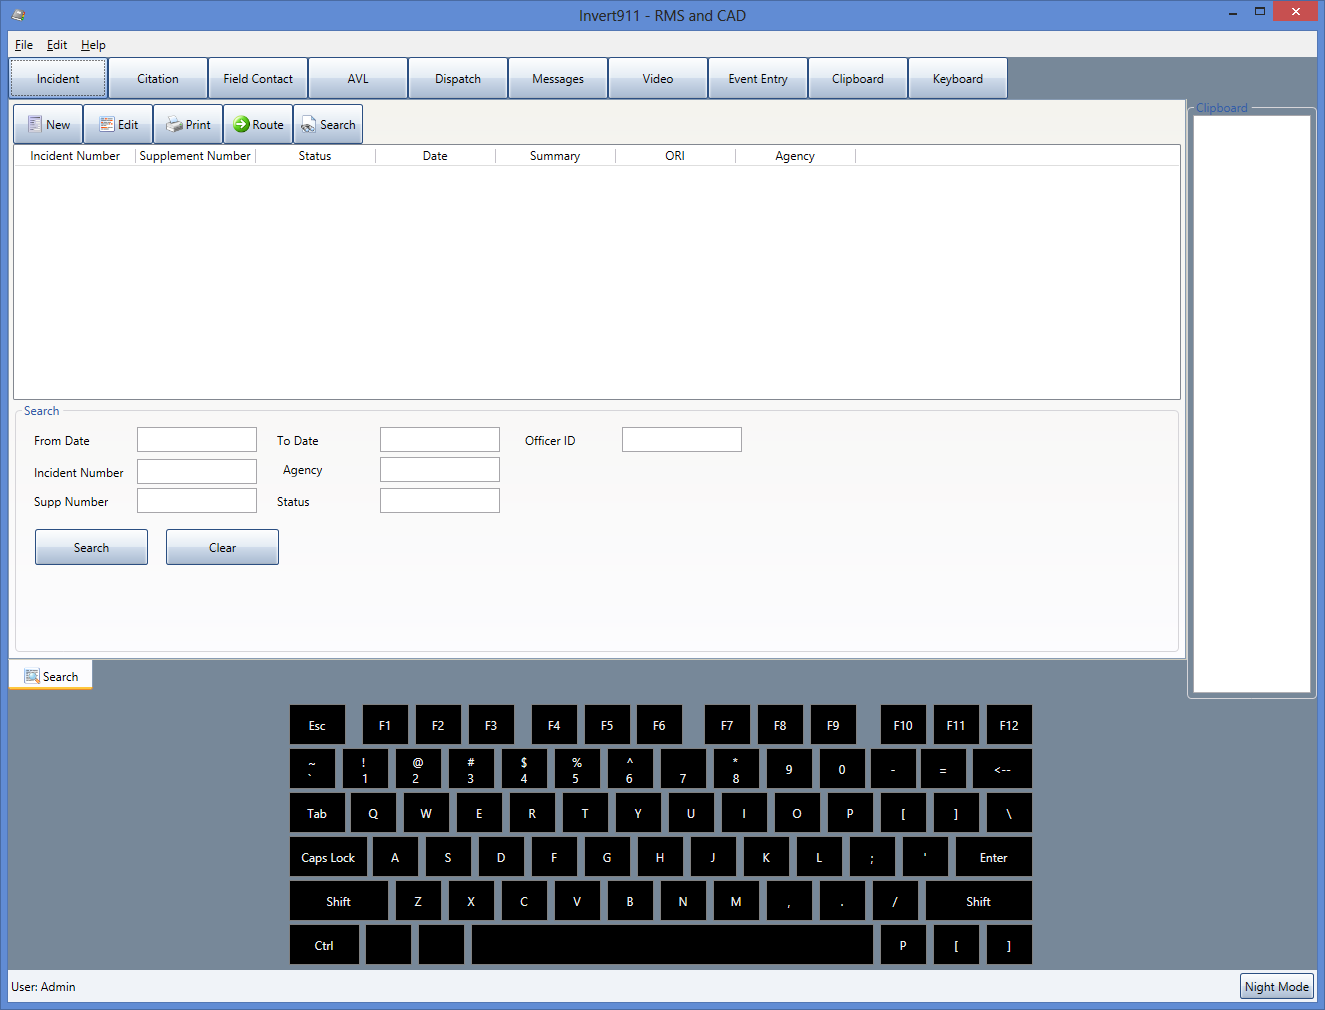 Invert911 - RMS and CAD
File Edit Help
Incident Citation Field Contact AVL Dispatch Messages Video Event Entry Clipboard Keyboard
Clipboard
New Edit Print Route Search
Incident Number Supplement Number Status Date Summary ORI Agency
Search
From Date To Date Officer ID
Incident Number Agency
Supp Number Status
Search Clear
Search
Esc F1 F2 F3 F4 F5 F6 F7 F8 F9 F10 F11 F12
~ ! @ # $ % ^ *
` 1 2 3 4 5 6 7 8 9 0 - = <--
Tab Q W E R T Y U I O P [ ] \
Caps Lock A S D F G H J K L ; ' Enter
Shift Z X C V B N M , . / Shift
Ctrl P [ ]
User: Admin Night Mode